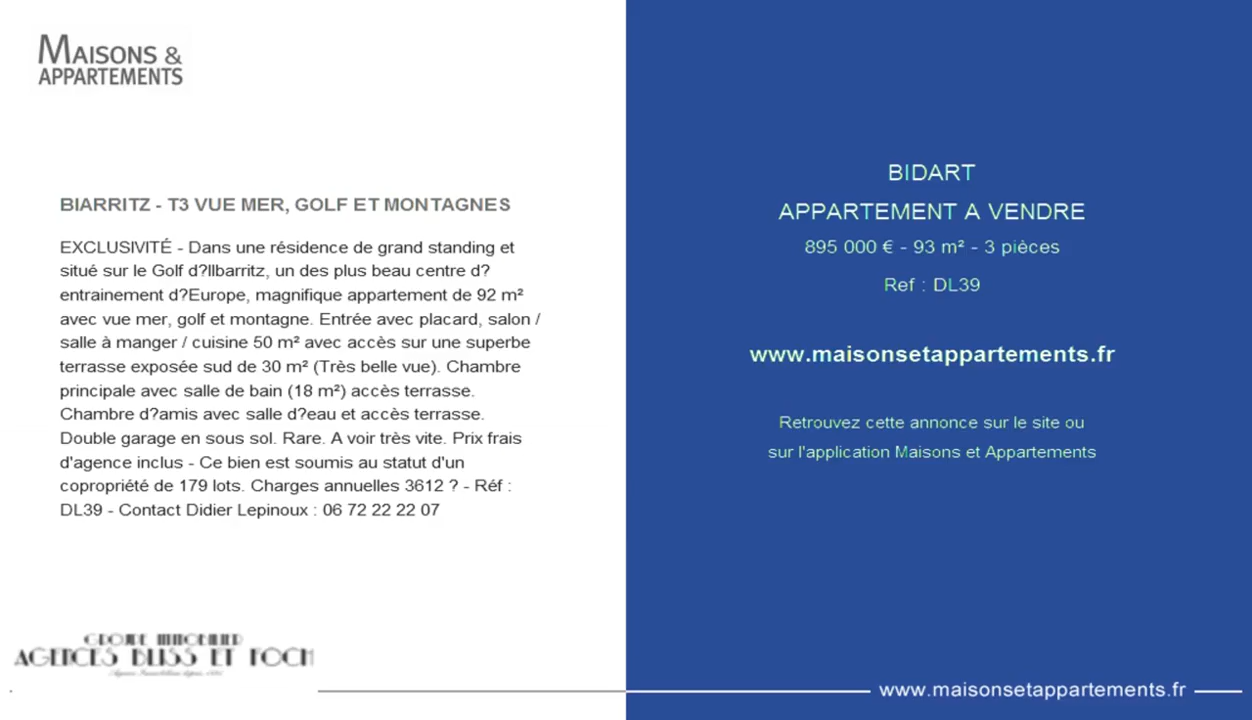 MAISONS &
APPARTEMENTS
BIARRITZ - T3 VUE MER, GOLF ET MONTAGNES
EXCLUSIVITÉ - Dans une résidence de grand standing et
situé sur le Golf d?Ilbarritz, un des plus beau centre d?
entrainement d?Europe, magnifique appartement de 92 m²
avec vue mer, golf et montagne. Entrée avec placard, salon /
salle à manger / cuisine 50 m² avec accès sur une superbe
terrasse exposée sud de 30 m² (Très belle vue). Chambre
principale avec salle de bain (18 m²) accès terrasse.
Chambre d?amis avec salle d?eau et accès terrasse.
Double garage en sous sol. Rare. A voir très vite. Prix frais
d'agence inclus - Ce bien est soumis au statut d'un
copropriété de 179 lots. Charges annuelles 3612 ? - Réf :
DL39 - Contact Didier Lepinoux : 06 72 22 22 07
GROUPE IMMOBILIER
AGENCES BLISS ET FOCH
BIDART
APPARTEMENT A VENDRE
895 000 € - 93 m² - 3 pièces
Ref : DL39
www.maisonsetappartements.fr
Retrouvez cette annonce sur le site ou
sur l'application Maisons et Appartements
www.maisonsetappartements.fr